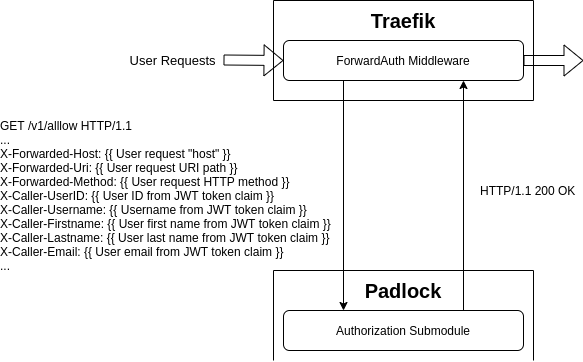 Traefik
User Requests
ForwardAuth Middleware
GET /v1/alllow HTTP/1.1
...
X-Forwarded-Host: {{ User request "host" }}
X-Forwarded-Uri: {{ User request URI path }}
X-Forwarded-Method: {{ User request HTTP method }}
X-Caller-UserID: {{ User ID from JWT token claim }}
X-Caller-Username: {{ Username from JWT token claim }}
X-Caller-Firstname: {{ User first name from JWT token claim }}
X-Caller-Lastname: {{ User last name from JWT token claim }}
X-Caller-Email: {{ User email from JWT token claim }}
...
HTTP/1.1 200 OK
Padlock
Authorization Submodule